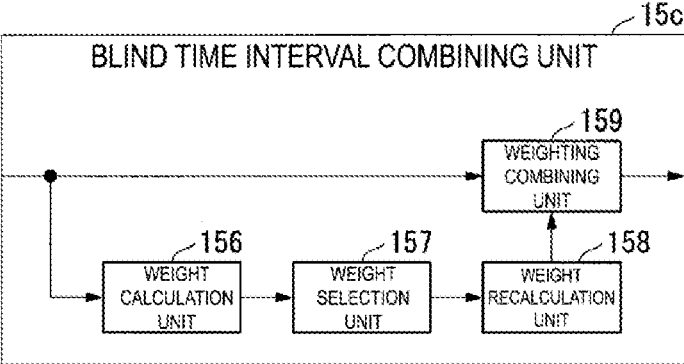 15c
BLIND TIME INTERVAL COMBINING UNIT
159
WEIGHTING
COMBINING
UNIT
156
157
158
WEIGHT
CALCULATION
UNIT
WEIGHT
SELECTION
UNIT
WEIGHT
RECALCULATION
UNIT